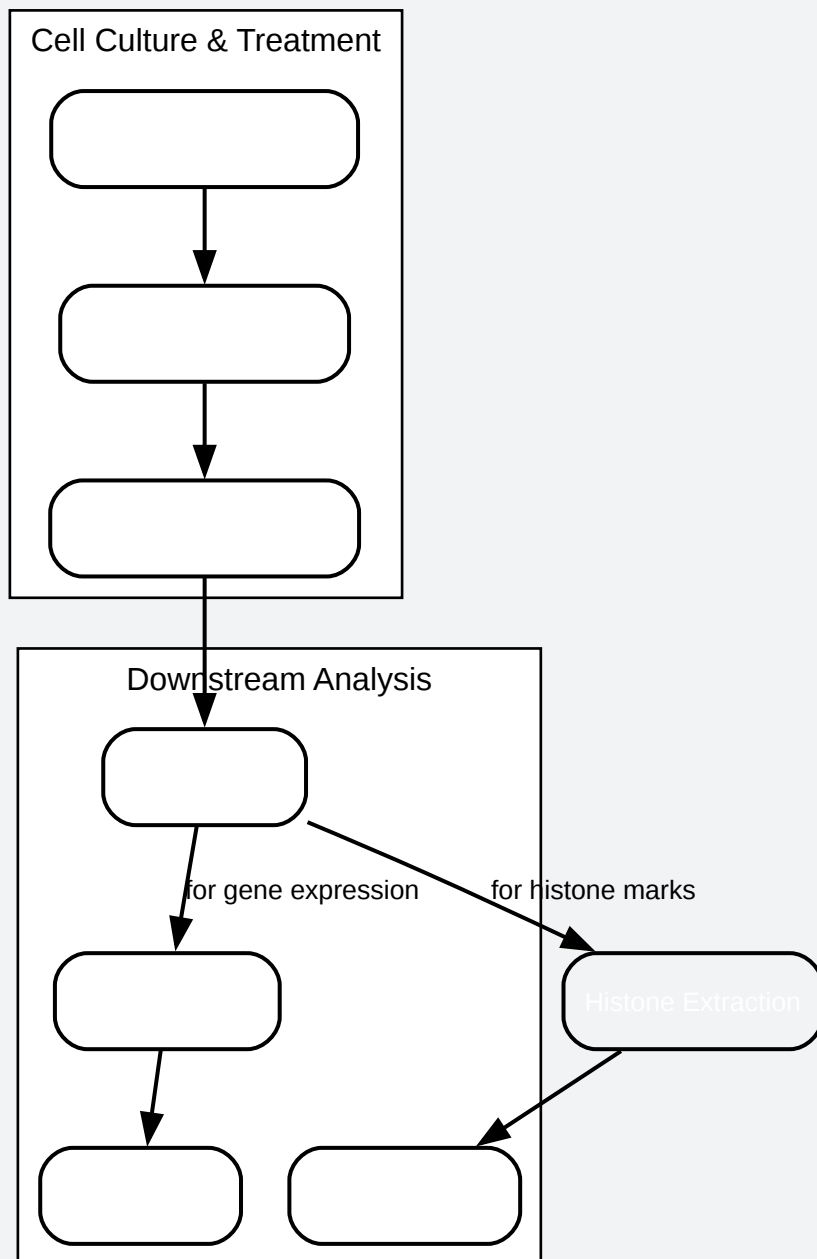 Cell Culture & Treatment
Downstream Analysis
for gene expression
for histone marks
Histone Extraction